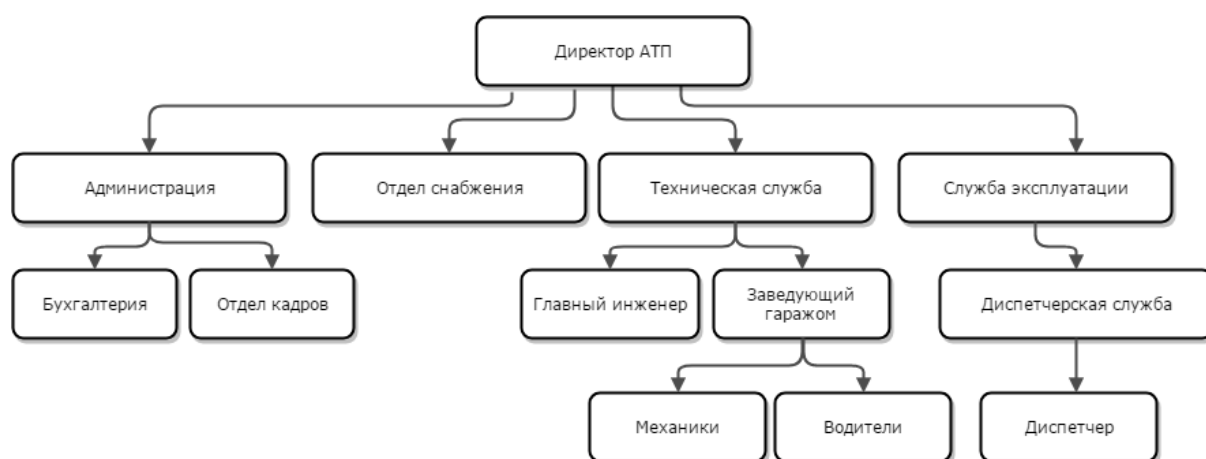 Директор АТП
Администрация
Отдел снабжения
Техническая служба
Служба эксплуатации
Бухгалтерия
Отдел кадров
Главный инженер
Заведующий
гаражом
Диспетчерская служба
Механики
Водители
Диспетчер